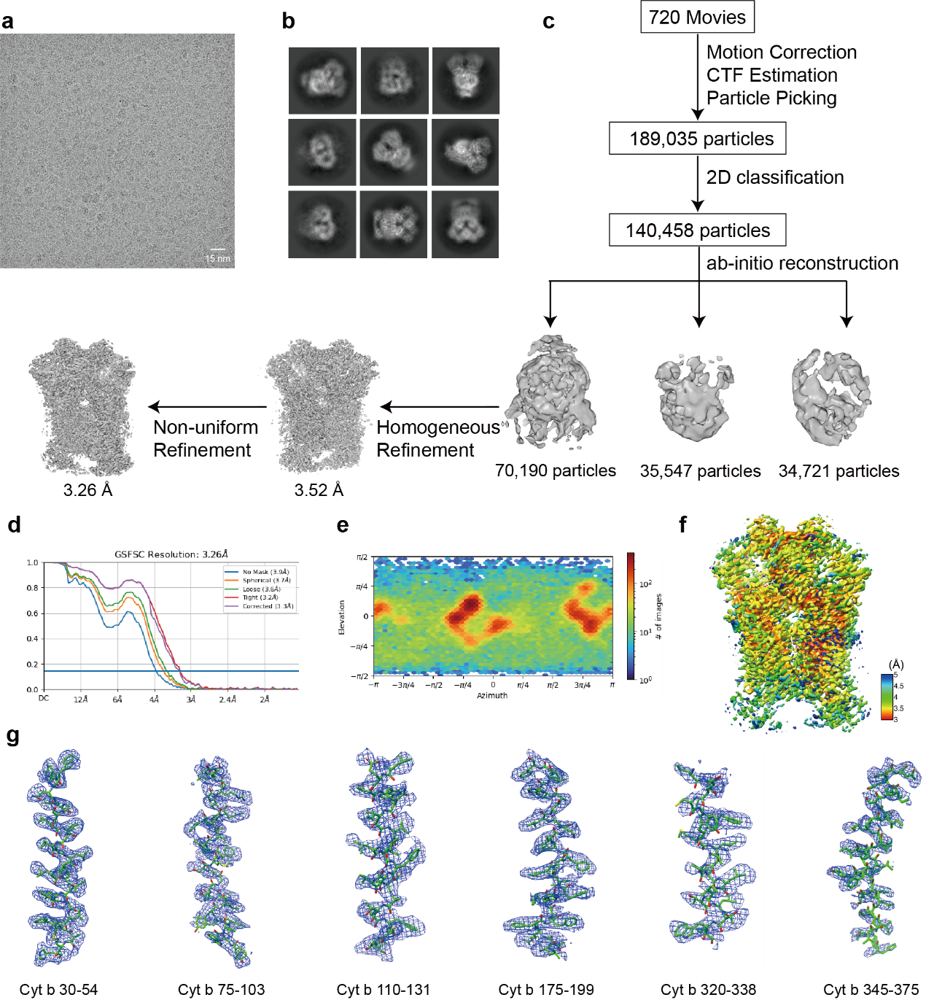 a
15 nm
b
c
720 Movies
Motion Correction
CTF Estimation
Particle Picking
189,035 particles
2D classification
140,458 particles
ab-initio reconstruction
Non-uniform
Refinement
Homogeneous
Refinement
3.26 Å
3.52 Å
70,190 particles
35,547 particles
34,721 particles
d
GSFSC Resolution: 3.26Å
1.0
0.8
0.6
0.4
0.2
0.0
No Mask (3.9Å)
Spherical (3.7Å)
Loose (3.6Å)
Tight (3.2Å)
Corrected (3.3Å)
DC
12Å
6Å
4Å
3Å
2.4Å
2Å
e
Elevation
π/2
π/4
0
−π/4
−π/2
−π
−3π/4
−π/2
−π/4
0
π/4
π/2
3π/4
π
Azimuth
10²
10¹
10⁰
# of images
f
(Å)
5
4.5
4
3.5
3
g
Cyt b 30-54
Cyt b 75-103
Cyt b 110-131
Cyt b 175-199
Cyt b 320-338
Cyt b 345-375